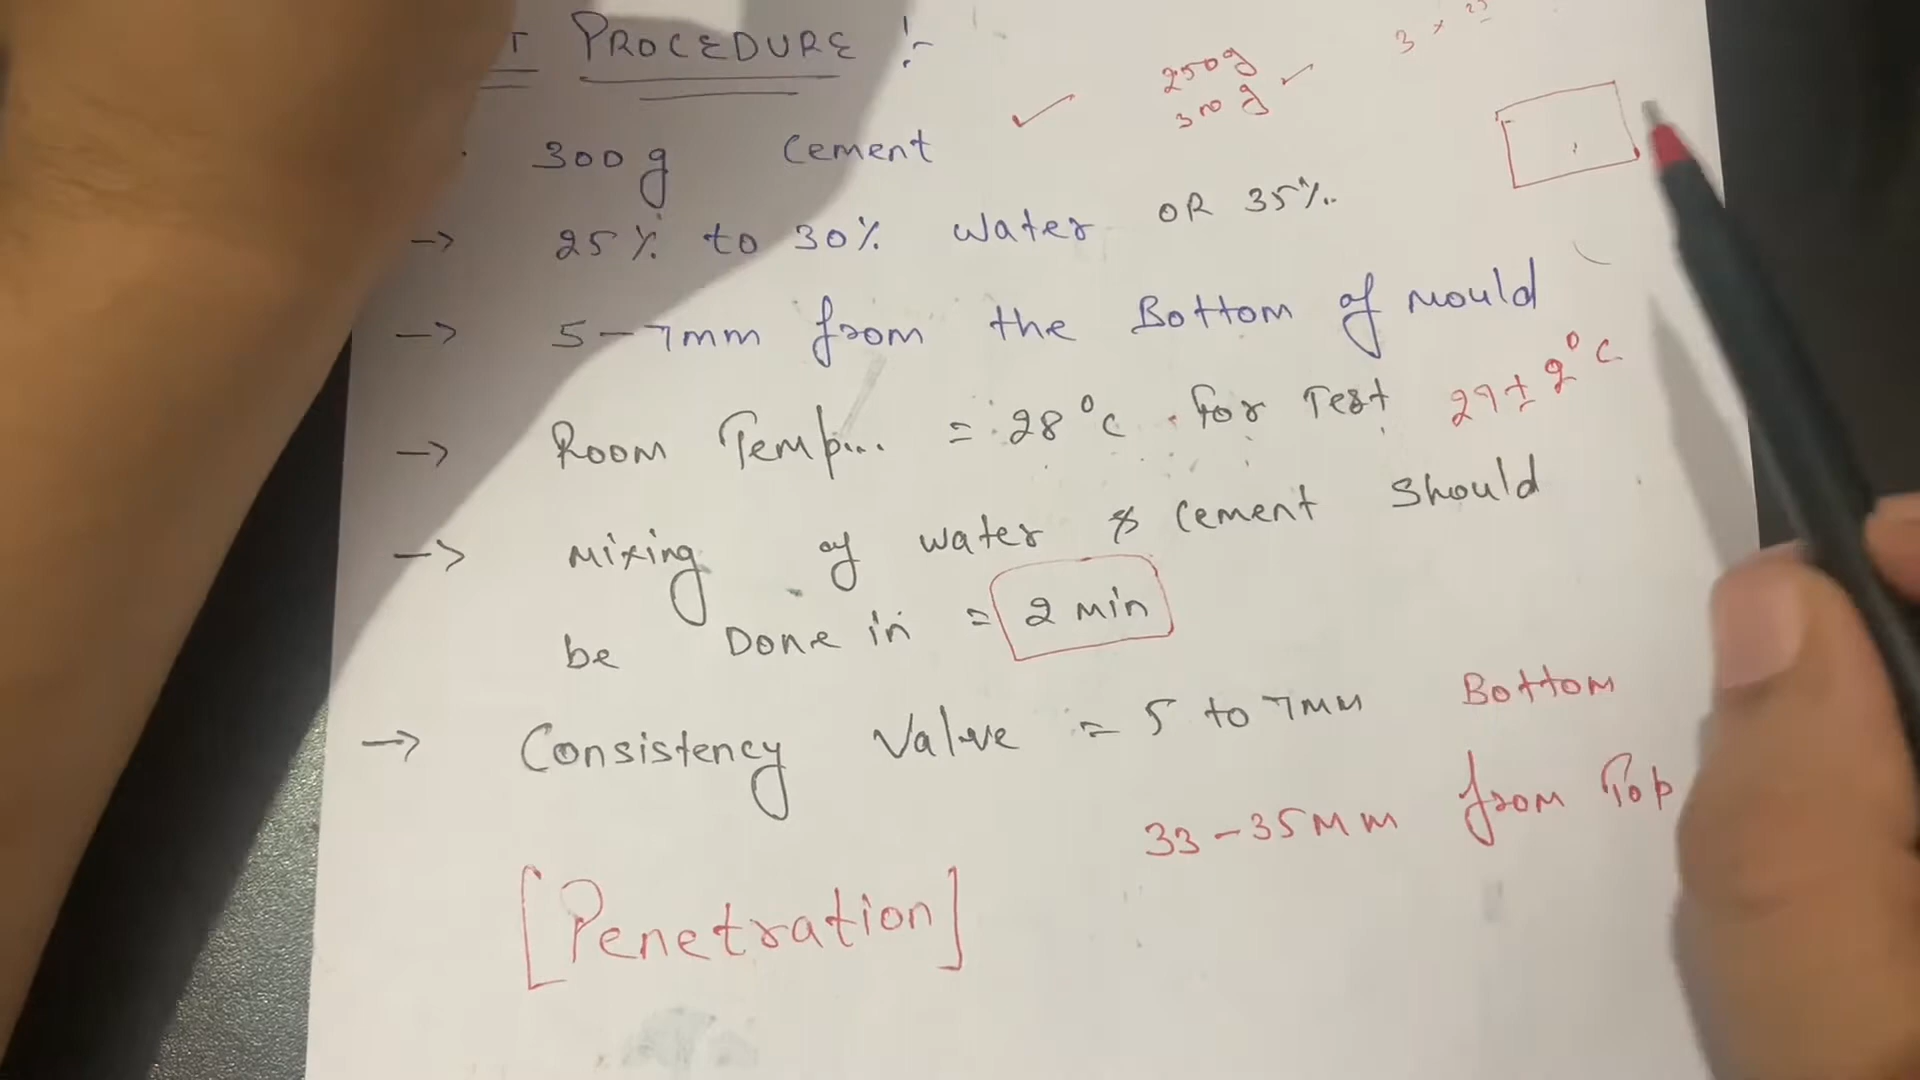 PROCEDURE :-
250g
300g
300g cement
25% to 30% water OR 35%.
5-7mm from the Bottom of mould
Room Temp... = 28°c for Test 27±2°c
mixing of water & cement should
be Done in = 2 min
Consistency Value = 5 to 7mm Bottom
33-35mm from Top
[Penetration]